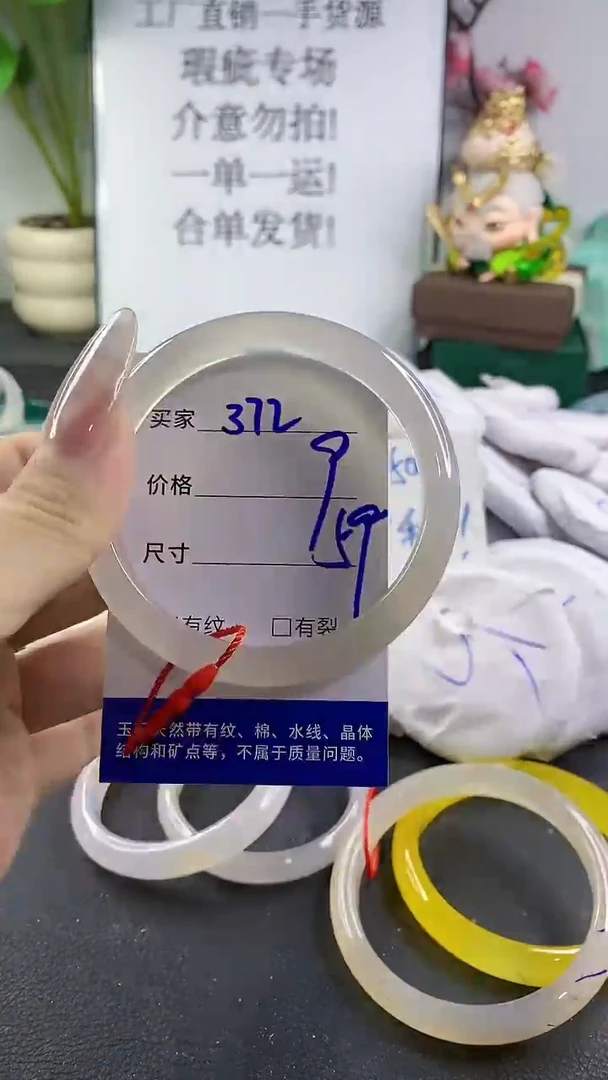 工厂直销一手货源
瑕疵专场
介意勿拍!
一单一运!
合单发货!
买家 372
价格 9
尺寸 59
有纹 □有裂
50
玉天然带有纹、棉、水线、晶体
结构和矿点等，不属于质量问题。